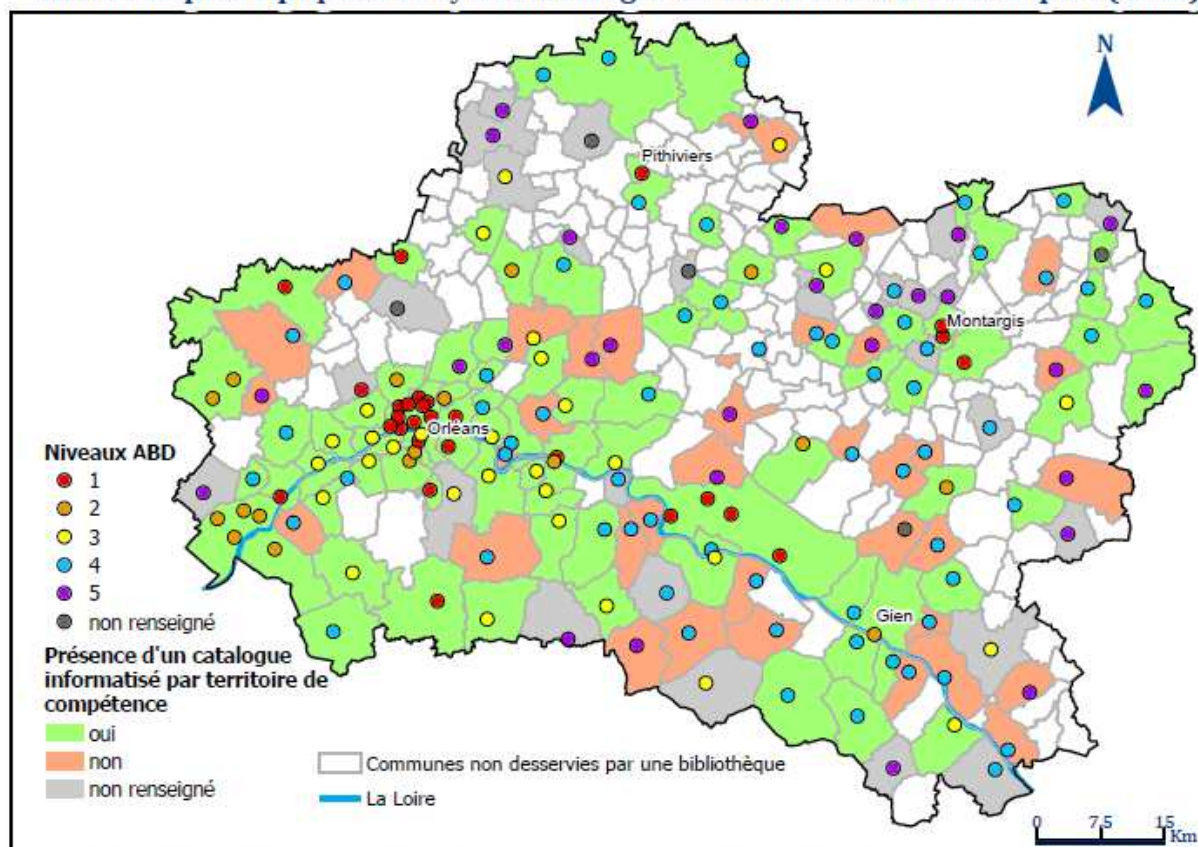 N
Pithiviers
Montargis
Orléans
Gien
Niveaux ABD
1
2
3
4
5
non renseigné
Présence d'un catalogue
informatisé par territoire de
compétence
oui
non
non renseigné
Communes non desservies par une bibliothèque
La Loire
0 7,5 15
Km